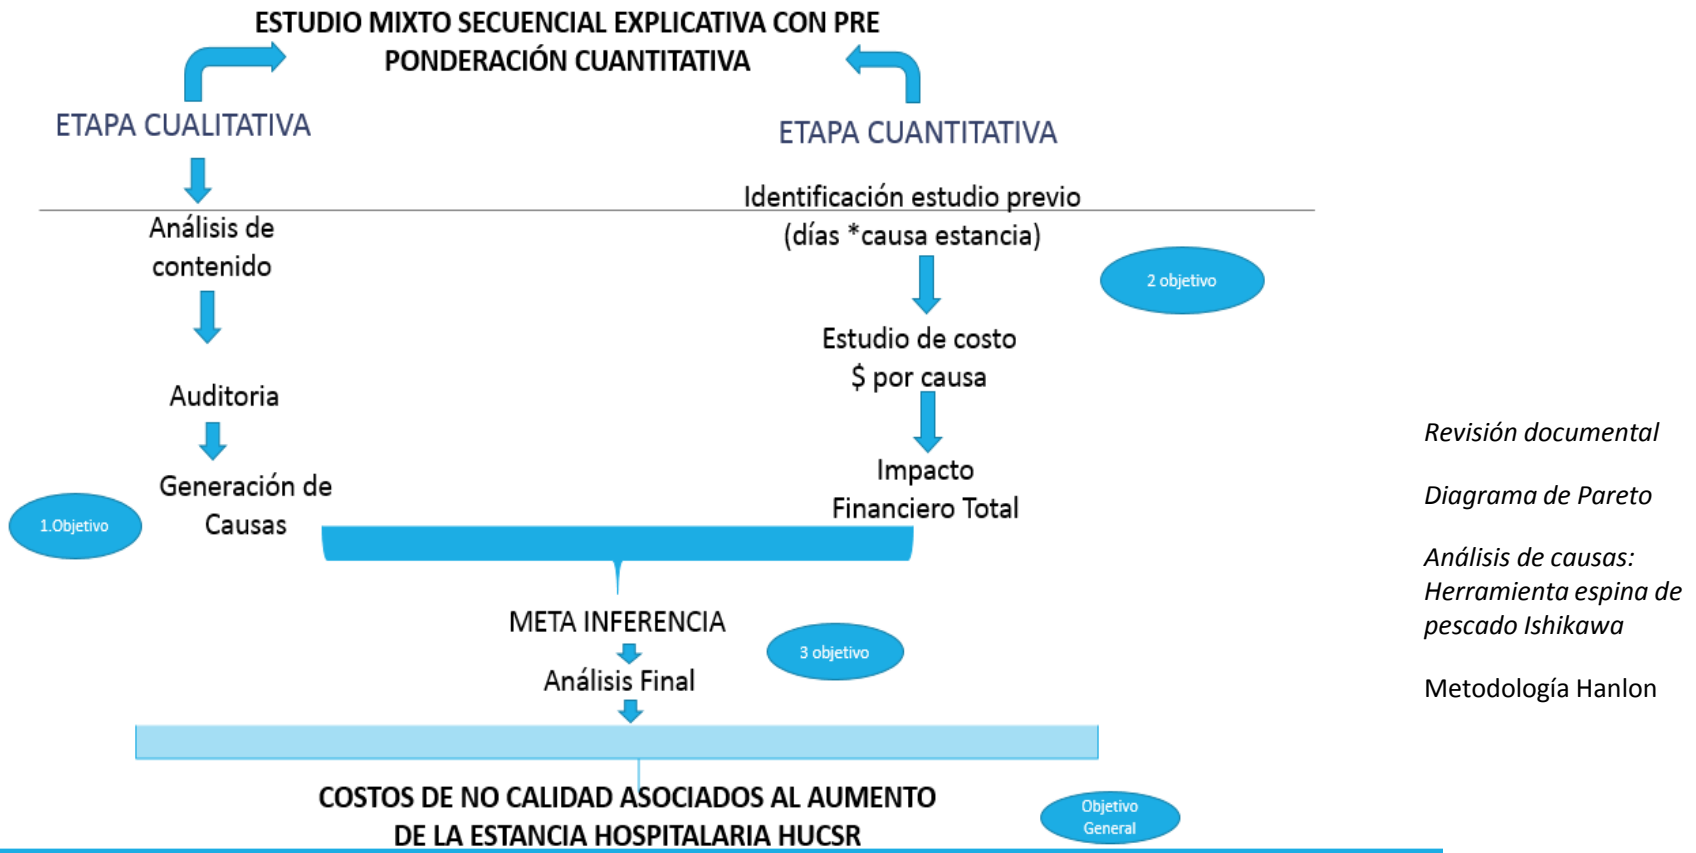 ESTUDIO MIXTO SECUENCIAL EXPLICATIVA CON PRE
PONDERACIÓN CUANTITATIVA
ETAPA CUALITATIVA
Análisis de
contenido
Auditoria
Generación de
Causas
1.Objetivo
ETAPA CUANTITATIVA
Identificación estudio previo
(días *causa estancia)
2 objetivo
Estudio de costo
$ por causa
Impacto
Financiero Total
META INFERENCIA
3 objetivo
Análisis Final
COSTOS DE NO CALIDAD ASOCIADOS AL AUMENTO
DE LA ESTANCIA HOSPITALARIA HUCSR
Objetivo
General
Revisión documental
Diagrama de Pareto
Análisis de causas:
Herramienta espina de
pescado Ishikawa
Metodología Hanlon